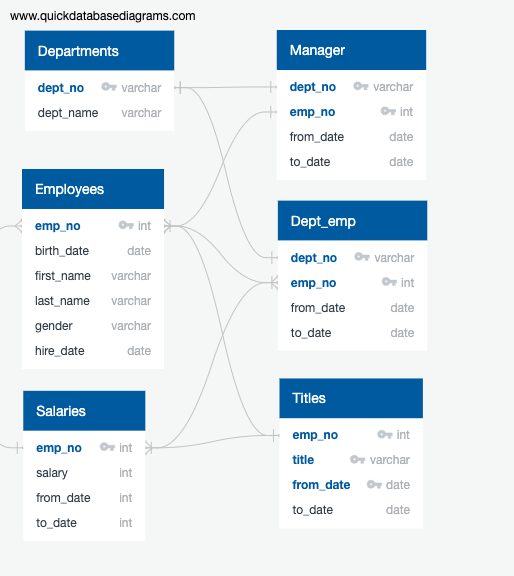 www.quickdatabasediagrams.com
Departments
dept_no varchar
dept_name varchar
Manager
dept_no varchar
emp_no int
from_date date
to_date date
Employees
emp_no int
birth_date date
first_name varchar
last_name varchar
gender varchar
hire_date date
Dept_emp
dept_no varchar
emp_no int
from_date date
to_date date
Salaries
emp_no int
salary int
from_date int
to_date int
Titles
emp_no int
title varchar
from_date date
to_date date